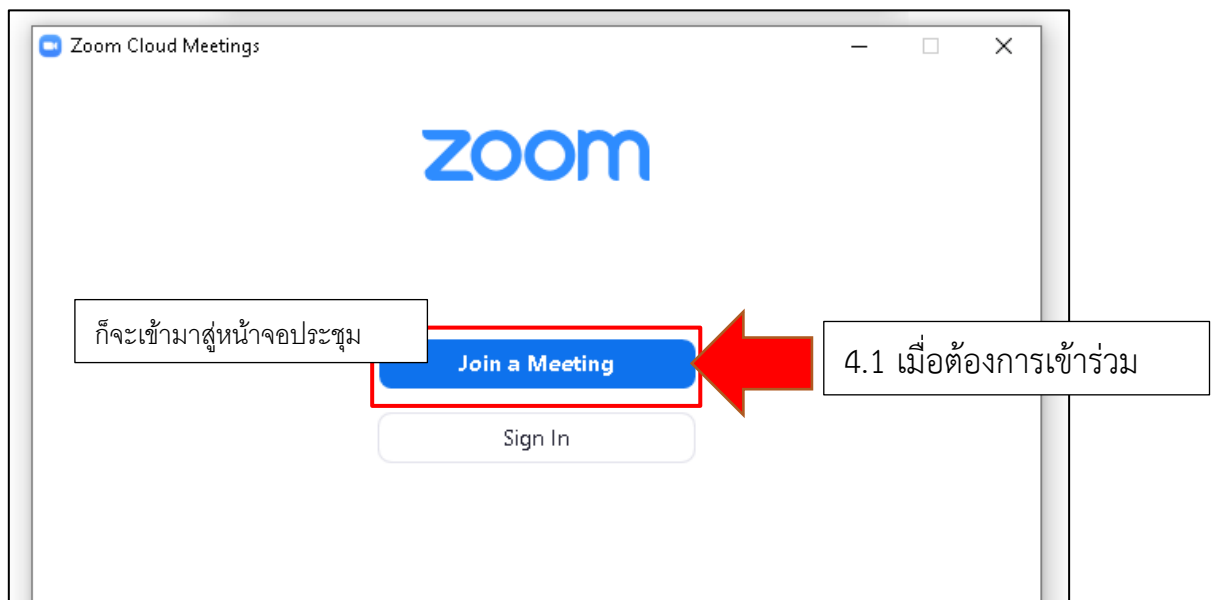 Zoom Cloud Meetings
zoom
ก็จะเข้ามาสู่หน้าจอประชุม
Join a Meeting
4.1 เมื่อต้องการเข้าร่วม
Sign In